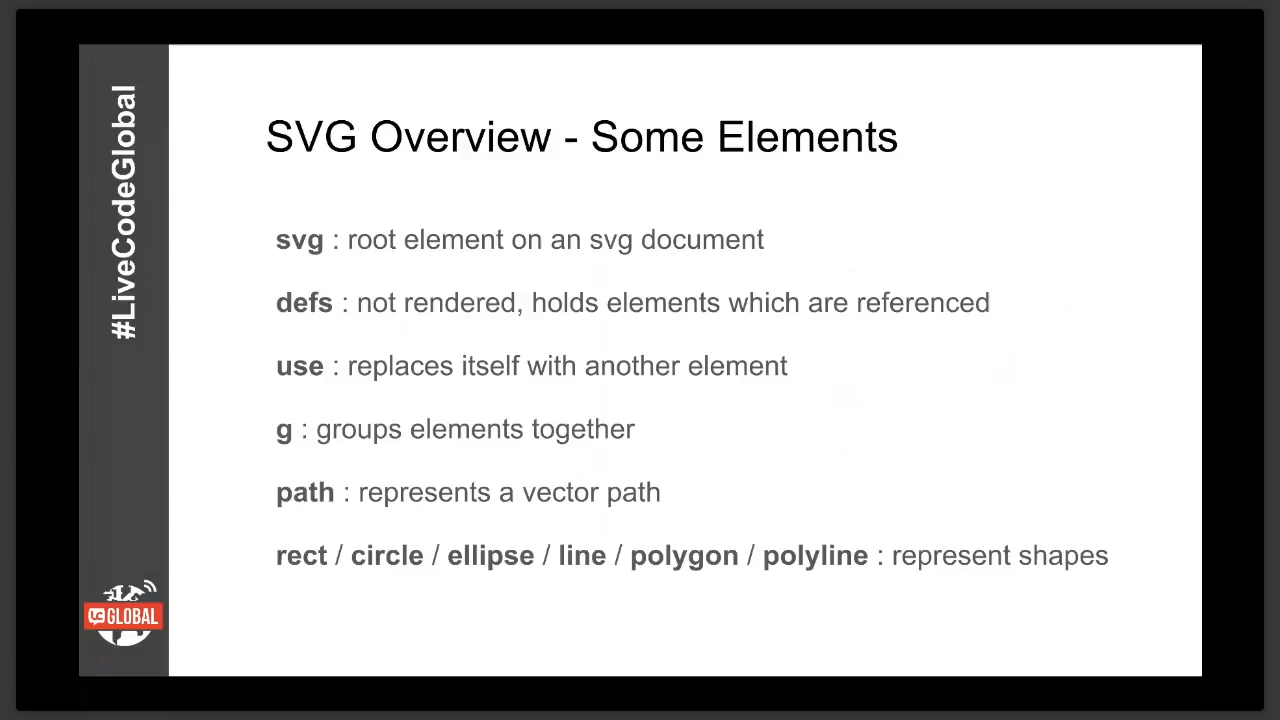 #LiveCodeGlobal
SVG Overview - Some Elements
svg : root element on an svg document
defs : not rendered, holds elements which are referenced
use : replaces itself with another element
g : groups elements together
path : represents a vector path
rect / circle / ellipse / line / polygon / polyline : represent shapes
GLOBAL